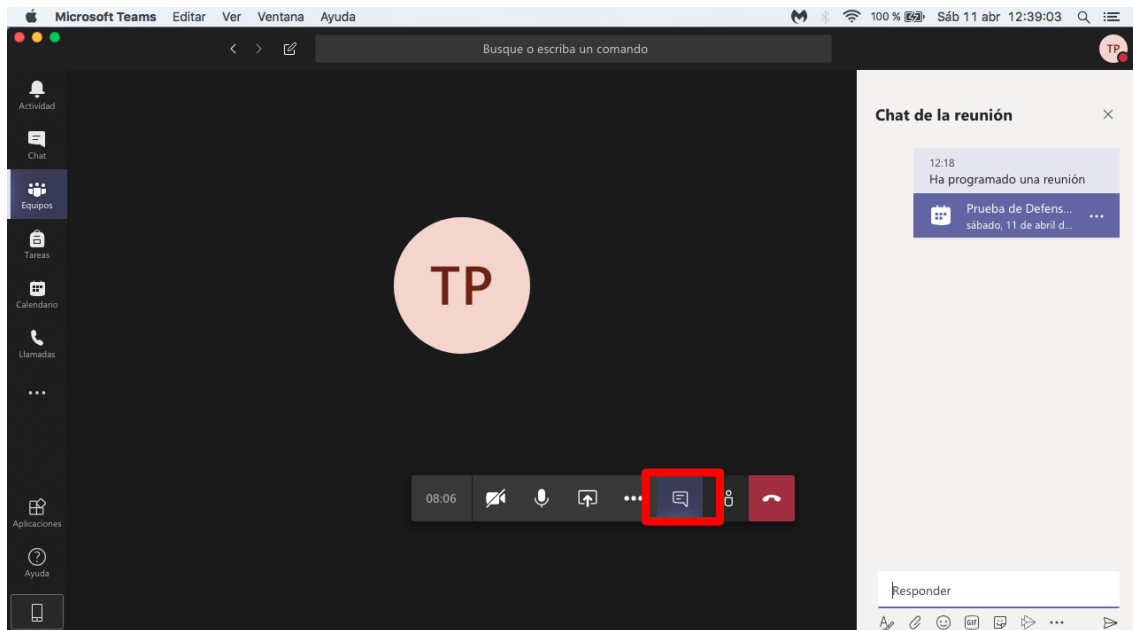 Microsoft Teams Editar Ver Ventana Ayuda 100 % Sáb 11 abr 12:39:03
Busque o escriba un comando
TP
Actividad
Chat
Equipos
Tareas
Calendario
Llamadas
Aplicaciones
Ayuda
TP
08:06
Chat de la reunión
12:18
Ha programado una reunión
Prueba de Defens...
sábado, 11 de abril d...
Responder
GIF